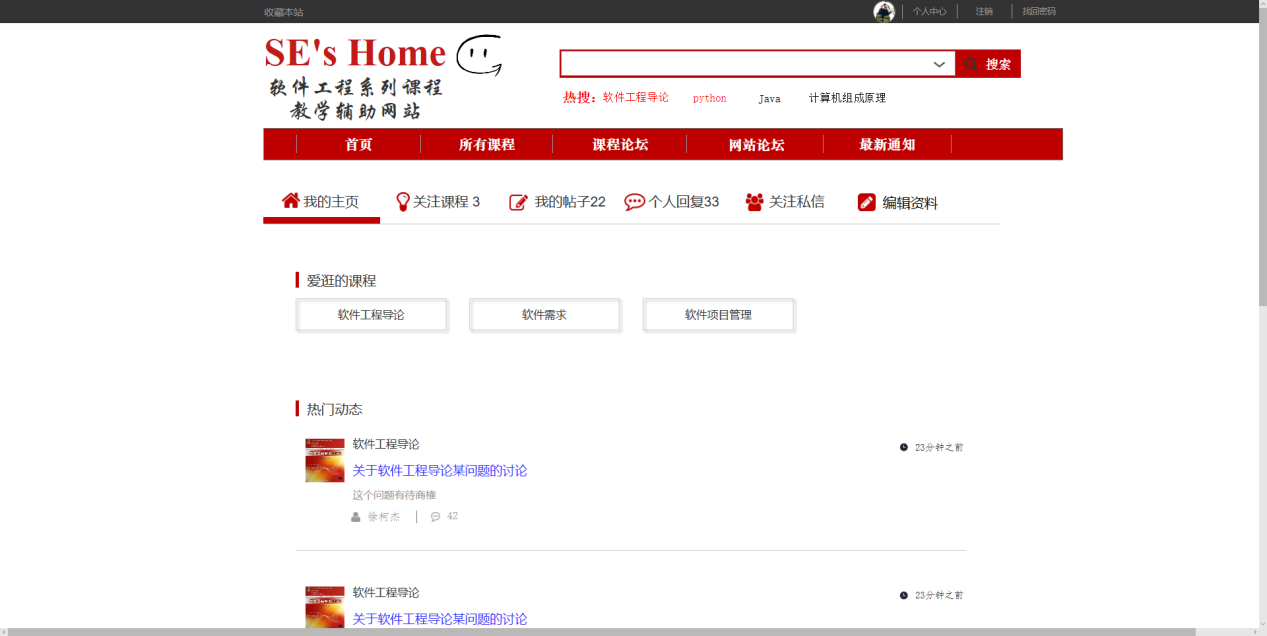 收藏本站 个人中心 注销 找回密码
SE's Home
软件工程系列课程
教学辅助网站
搜索
热搜：软件工程导论 python Java 计算机组成原理
首页 所有课程 课程论坛 网站论坛 最新通知
我的主页 关注课程 3 我的帖子22 个人回复33 关注私信 编辑资料
爱逛的课程
软件工程导论 软件需求 软件项目管理
热门动态
软件工程导论 23分钟之前
关于软件工程导论某问题的讨论
这个问题有待商榷
徐柯杰 42
软件工程导论 23分钟之前
关于软件工程导论某问题的讨论